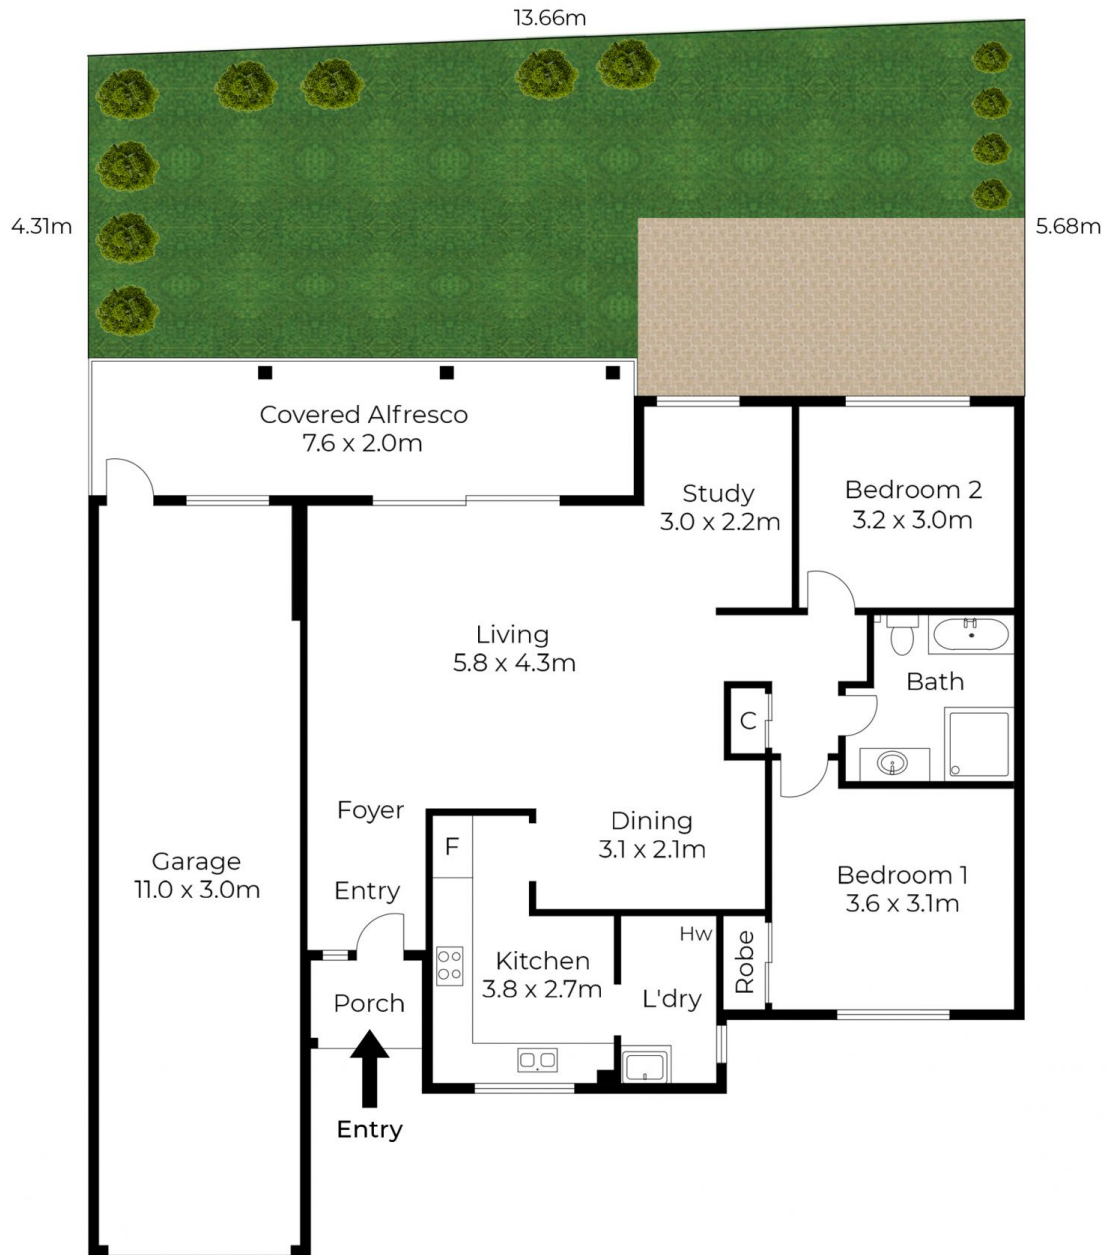 13.66m
4.31m
5.68m
Covered Alfresco
7.6 x 2.0m
Study
3.0 x 2.2m
Bedroom 2
3.2 x 3.0m
Living
5.8 x 4.3m
Bath
C
Foyer
Dining
3.1 x 2.1m
F
Garage
11.0 x 3.0m
Entry
Bedroom 1
3.6 x 3.1m
Hw
Kitchen
3.8 x 2.7m
Robe
L'dry
Porch
Entry